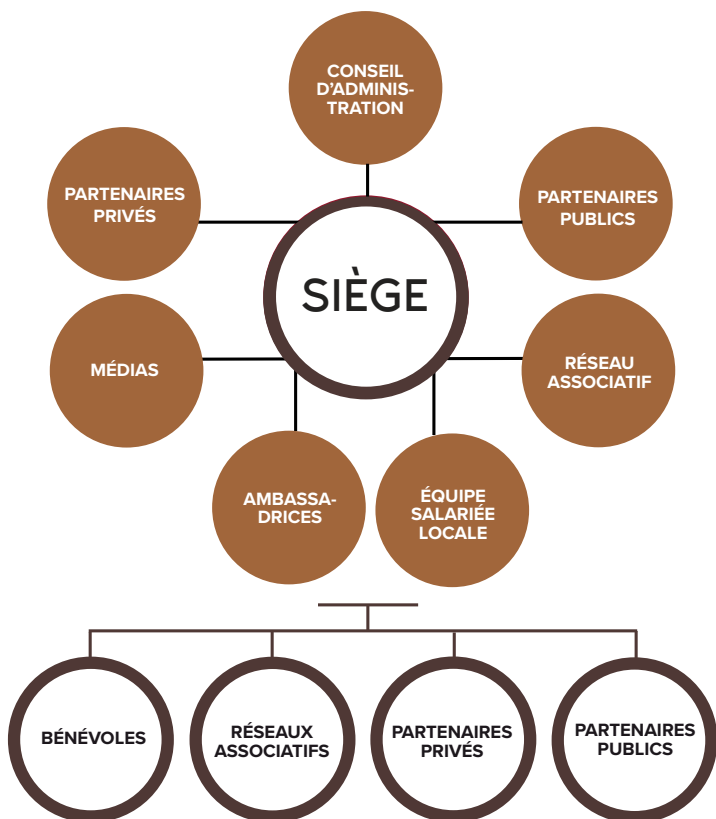 CONSEIL
D'ADMINIS-
TRATION
PARTENAIRES
PRIVÉS
PARTENAIRES
PUBLICS
SIÈGE
MÉDIAS
RÉSEAU
ASSOCIATIF
AMBASSA-
DRICES
ÉQUIPE
SALARIÉE
LOCALE
BÉNÉVOLES
RÉSEAUX
ASSOCIATIFS
PARTENAIRES
PRIVÉS
PARTENAIRES
PUBLICS